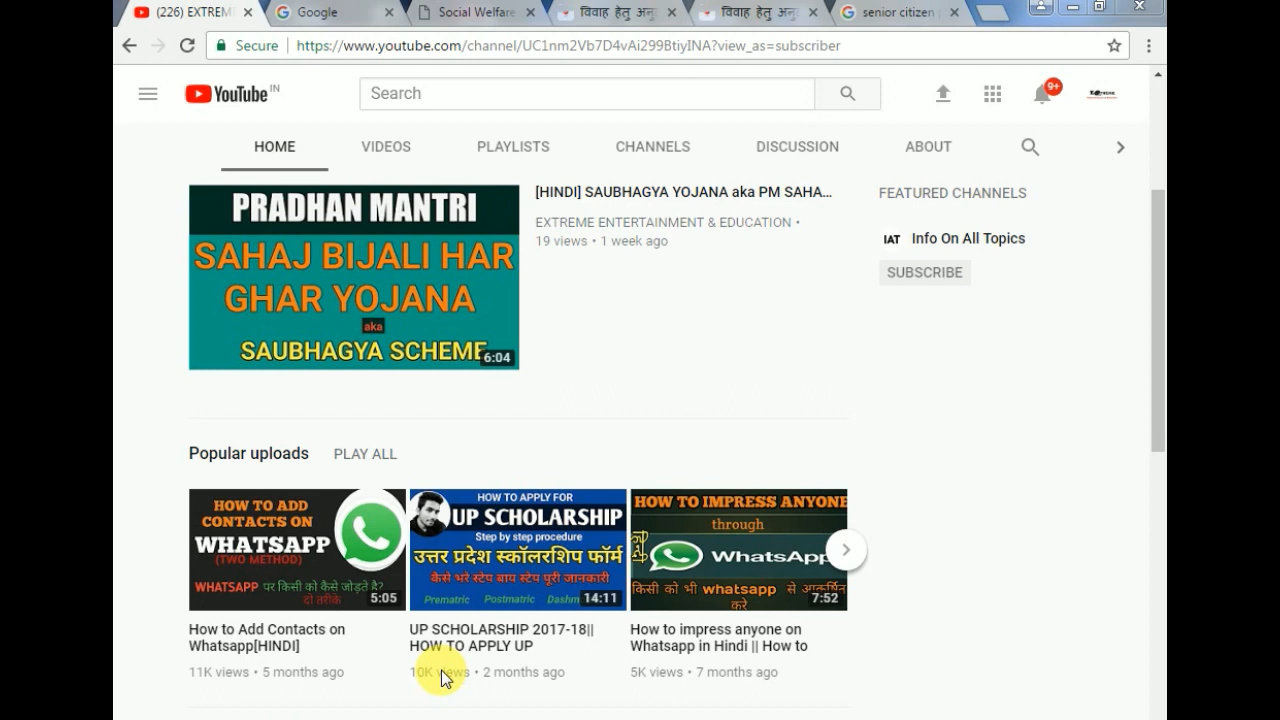 (226) EXTREM
Google
Social Welfare
विवाह हेतु अनु
विवाह हेतु अनु
senior citizen
Secure
https://www.youtube.com/channel/UC1nm2Vb7D4vAi299BtiyINA?view_as=subscriber
YouTube IN
Search
9+
HOME
VIDEOS
PLAYLISTS
CHANNELS
DISCUSSION
ABOUT
PRADHAN MANTRI
SAHAJ BIJALI HAR
GHAR YOJANA
aka
SAUBHAGYA SCHEME
6:04
[HINDI] SAUBHAGYA YOJANA aka PM SAHA...
EXTREME ENTERTAINMENT & EDUCATION •
19 views • 1 week ago
FEATURED CHANNELS
IAT
Info On All Topics
SUBSCRIBE
Popular uploads
PLAY ALL
HOW TO ADD
CONTACTS ON
WHATSAPP
(TWO METHOD)
WHATSAPP पर किसी को कैसे जोड़ते है?
दो तरीके
5:05
How to Add Contacts on
Whatsapp[HINDI]
11K views • 5 months ago
HOW TO APPLY FOR
UP SCHOLARSHIP
Step by step procedure
उत्तर प्रदेश स्कॉलरशिप फॉर्म
कैसे भरे स्टेप बाय स्टेप पूरी जानकारी
Prematric Postmatric Dashm
14:11
UP SCHOLARSHIP 2017-18||
HOW TO APPLY UP
10K views • 2 months ago
HOW TO IMPRESS ANYONE
through
WhatsApp
किसी को भी whatsapp से आकर्षित
करे
7:52
How to impress anyone on
Whatsapp in Hindi || How to
5K views • 7 months ago